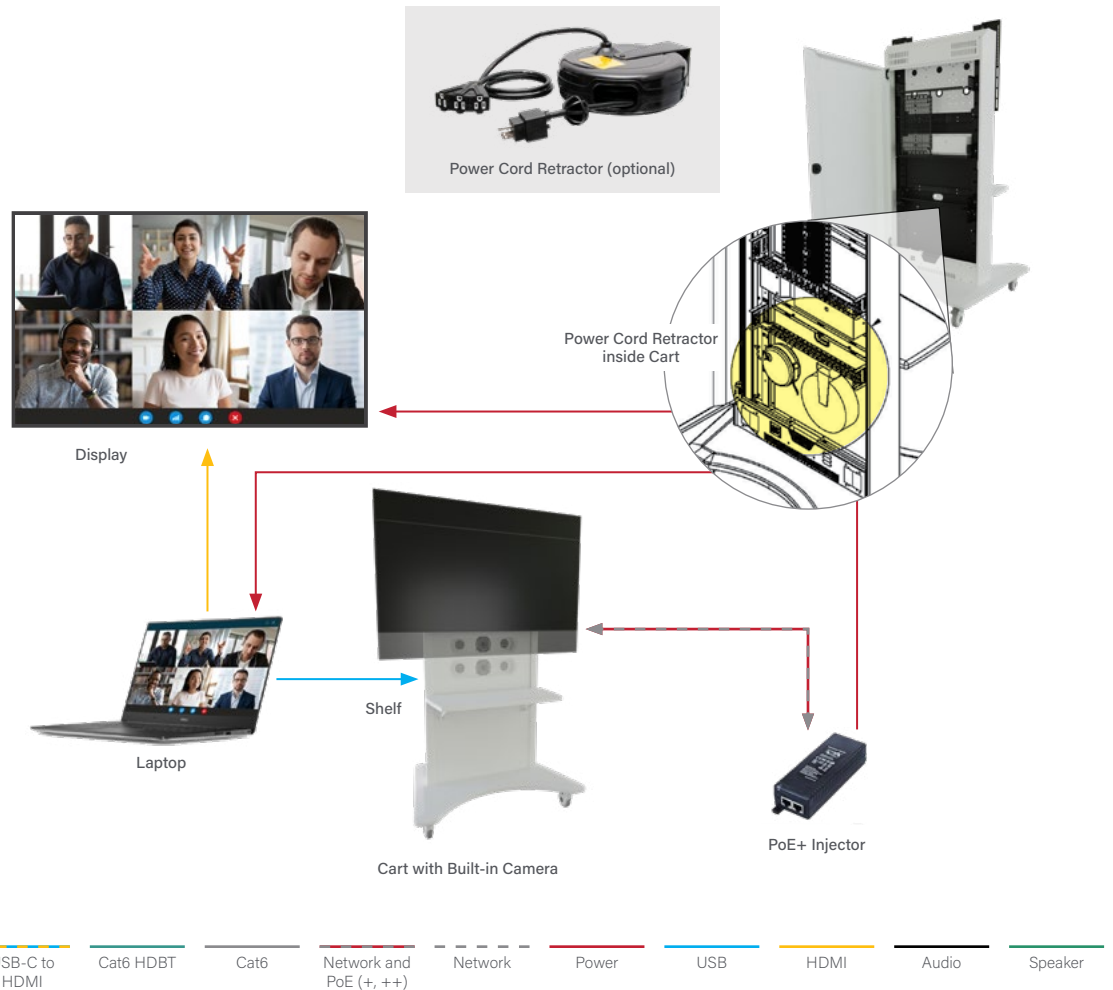 Power Cord Retractor (optional)
Power Cord Retractor
inside Cart
Display
Shelf
Laptop
PoE+ Injector
Cart with Built-in Camera
SB-C to
HDMI
Cat6 HDBT
Cat6
Network and
PoE (+, ++)
Network
Power
USB
HDMI
Audio
Speaker